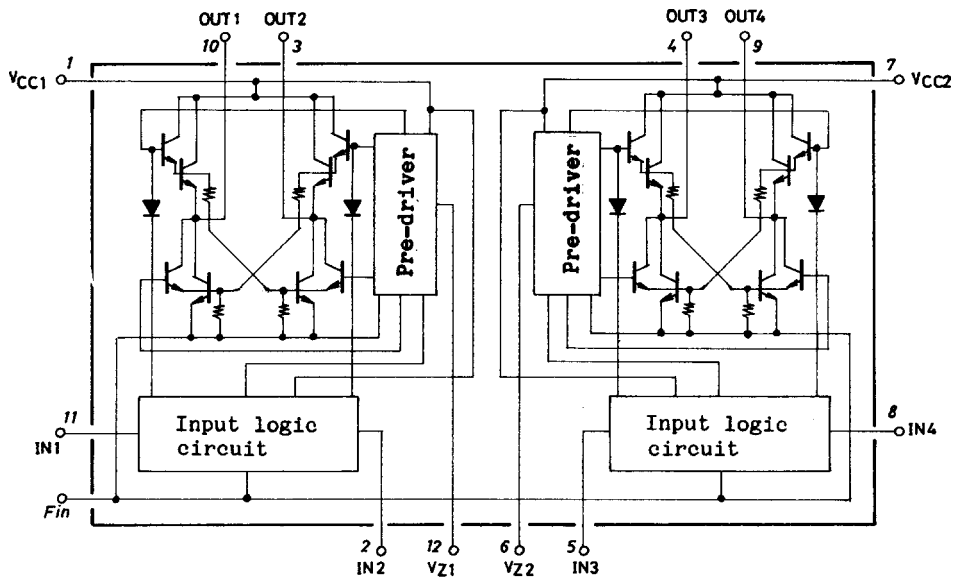 OUT1 OUT2 OUT3 OUT4
10 3 4 9
1 7
VCC1 VCC2
Pre-driver Pre-driver
11 8
IN1 Input logic circuit Input logic circuit IN4
Fin
2 12 6 5
IN2 VZ1 VZ2 IN3